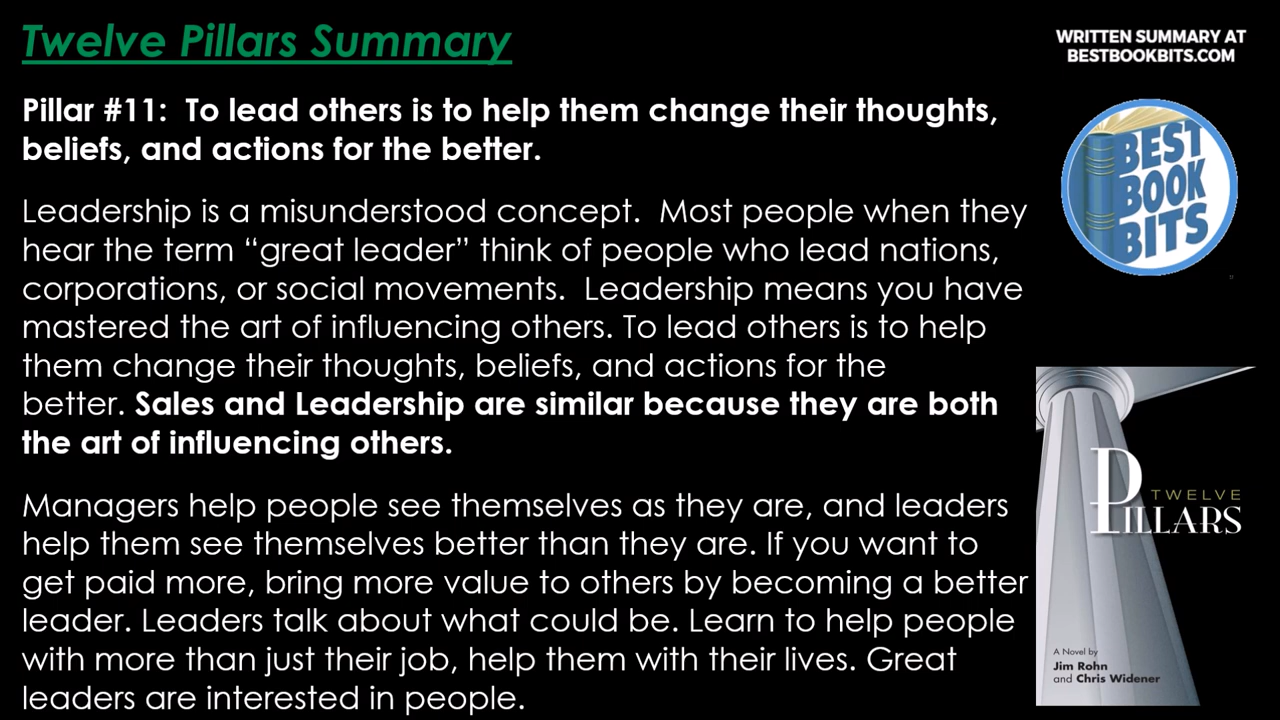 Twelve Pillars Summary
WRITTEN SUMMARY AT
BESTBOOKBITS.COM
Pillar #11:  To lead others is to help them change their thoughts,
beliefs, and actions for the better.
Leadership is a misunderstood concept.  Most people when they
hear the term “great leader” think of people who lead nations,
corporations, or social movements.  Leadership means you have
mastered the art of influencing others. To lead others is to help
them change their thoughts, beliefs, and actions for the
better. Sales and Leadership are similar because they are both
the art of influencing others.
Managers help people see themselves as they are, and leaders
help them see themselves better than they are. If you want to
get paid more, bring more value to others by becoming a better
leader. Leaders talk about what could be. Learn to help people
with more than just their job, help them with their lives. Great
leaders are interested in people.
BEST
BOOK
BITS
TWELVE
PILLARS
A Novel by
Jim Rohn
and Chris Widener